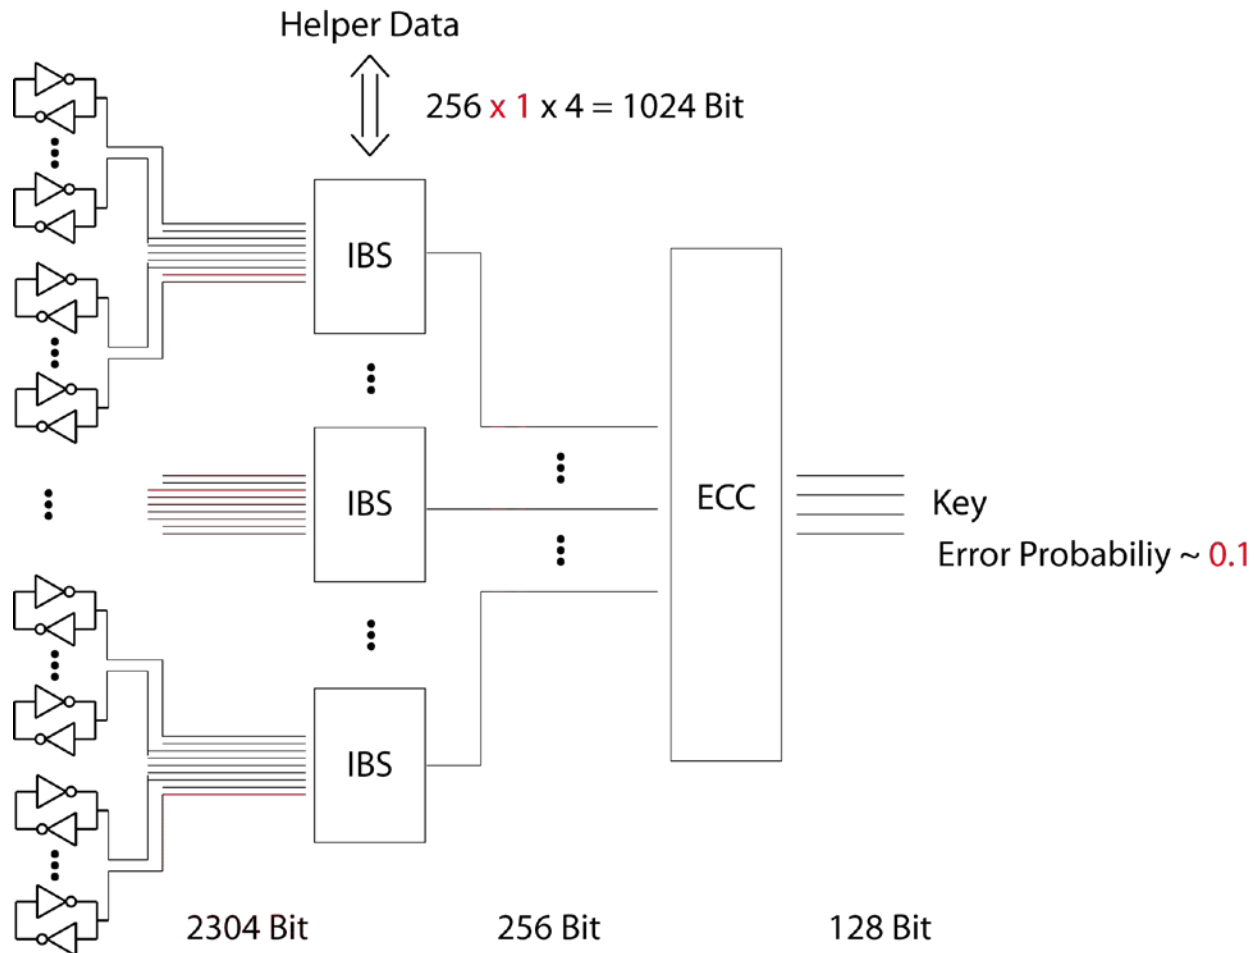 Helper Data
256 x 1 x 4 = 1024 Bit
IBS
IBS
ECC
Key
Error Probabiliy ~ 0.1
IBS
2304 Bit
256 Bit
128 Bit